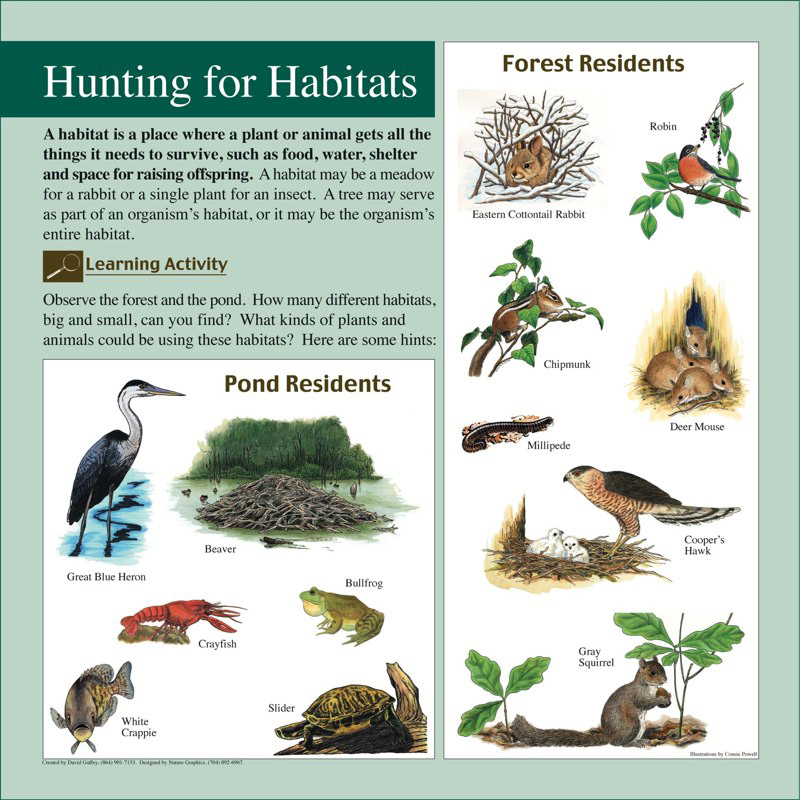 Hunting for Habitats
A habitat is a place where a plant or animal gets all the
things it needs to survive, such as food, water, shelter
and space for raising offspring. A habitat may be a meadow
for a rabbit or a single plant for an insect. A tree may serve
as part of an organism's habitat, or it may be the organism's
entire habitat.
Learning Activity
Observe the forest and the pond. How many different habitats,
big and small, can you find? What kinds of plants and
animals could be using these habitats? Here are some hints:
Pond Residents
Great Blue Heron
Beaver
Bullfrog
Crayfish
White
Crappie
Slider
Created by David Guffey, (864) 901-7133. Designed by Nature Graphics, (704) 892-6967.
Forest Residents
Eastern Cottontail Rabbit
Robin
Chipmunk
Deer Mouse
Millipede
Cooper's
Hawk
Gray
Squirrel
Illustrations by Connie Powell